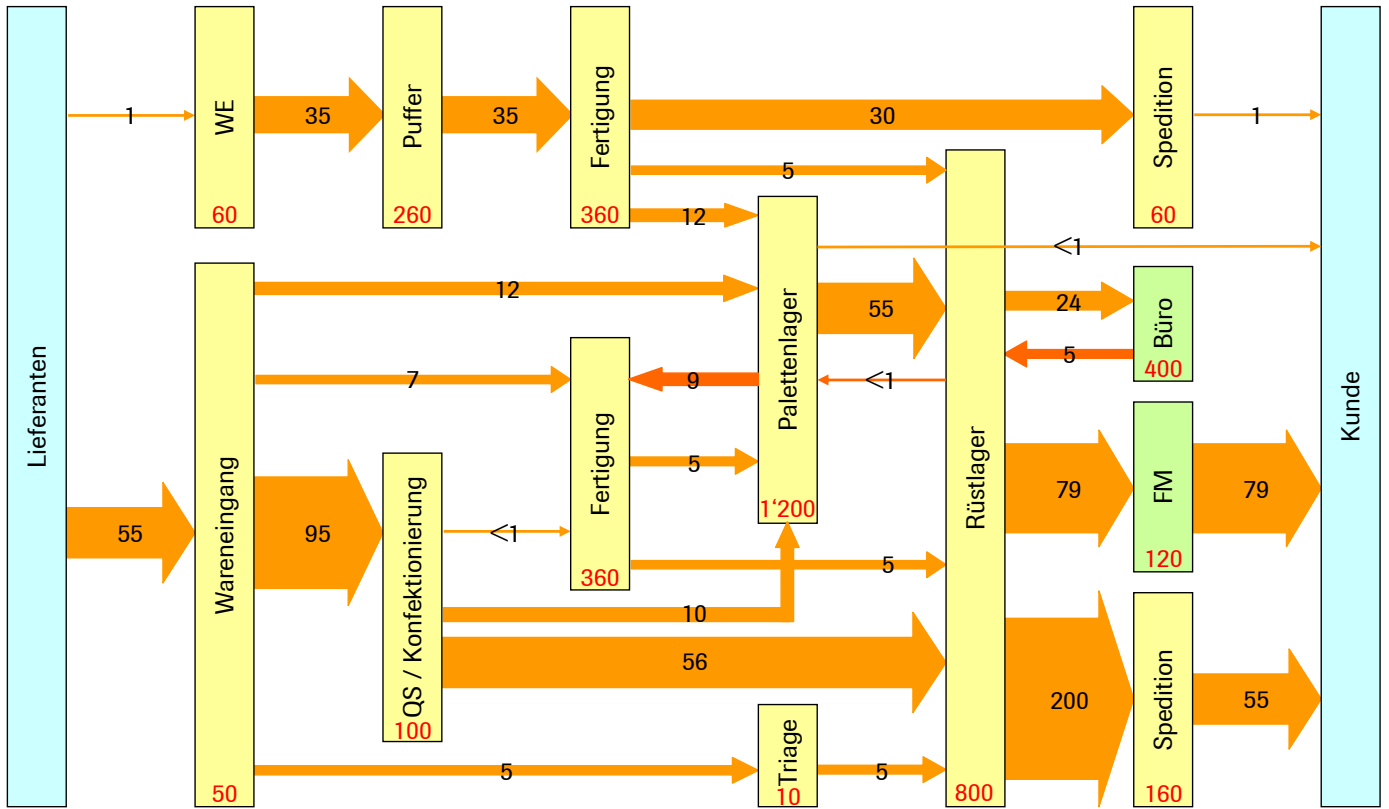 Lieferanten
1
WE
60
35
Puffer
260
35
Fertigung
360
30
5
12
Spedition
60
1
Kunde
<1
Wareneingang
50
12
7
55
95
5
QS / Konfektionierung
100
<1
10
56
Fertigung
360
9
5
5
Palettenlager
1‘200
55
<1
Triage
10
5
Rüstlager
800
24
5
79
200
Büro
400
FM
120
79
Spedition
160
55